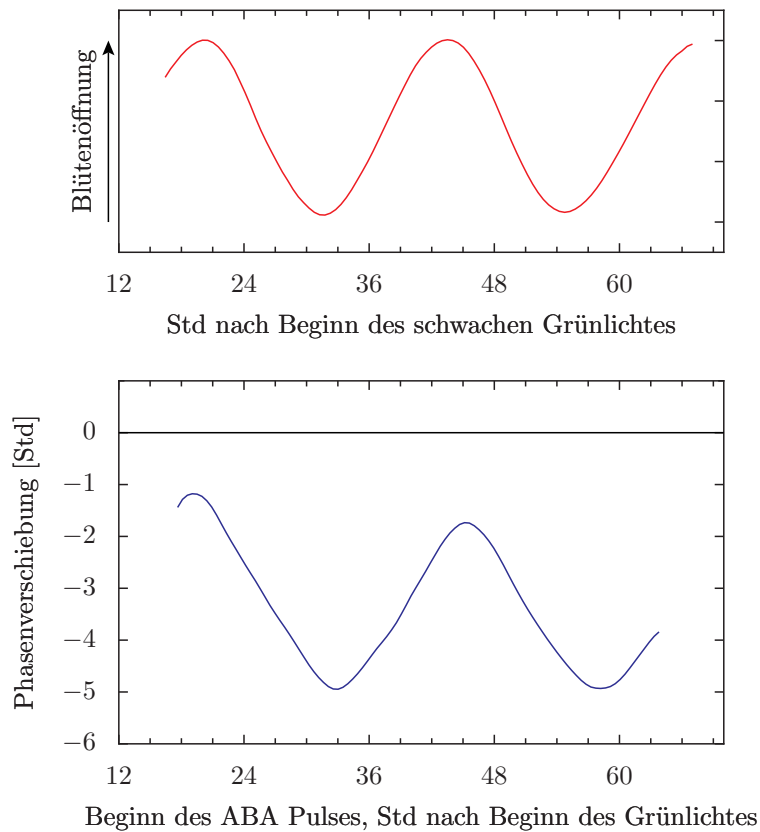 Blütenöffnung
12 24 36 48 60
Std nach Beginn des schwachen Grünlichtes
Phasenverschiebung [Std]
0
−1
−2
−3
−4
−5
−6
12 24 36 48 60
Beginn des ABA Pulses, Std nach Beginn des Grünlichtes